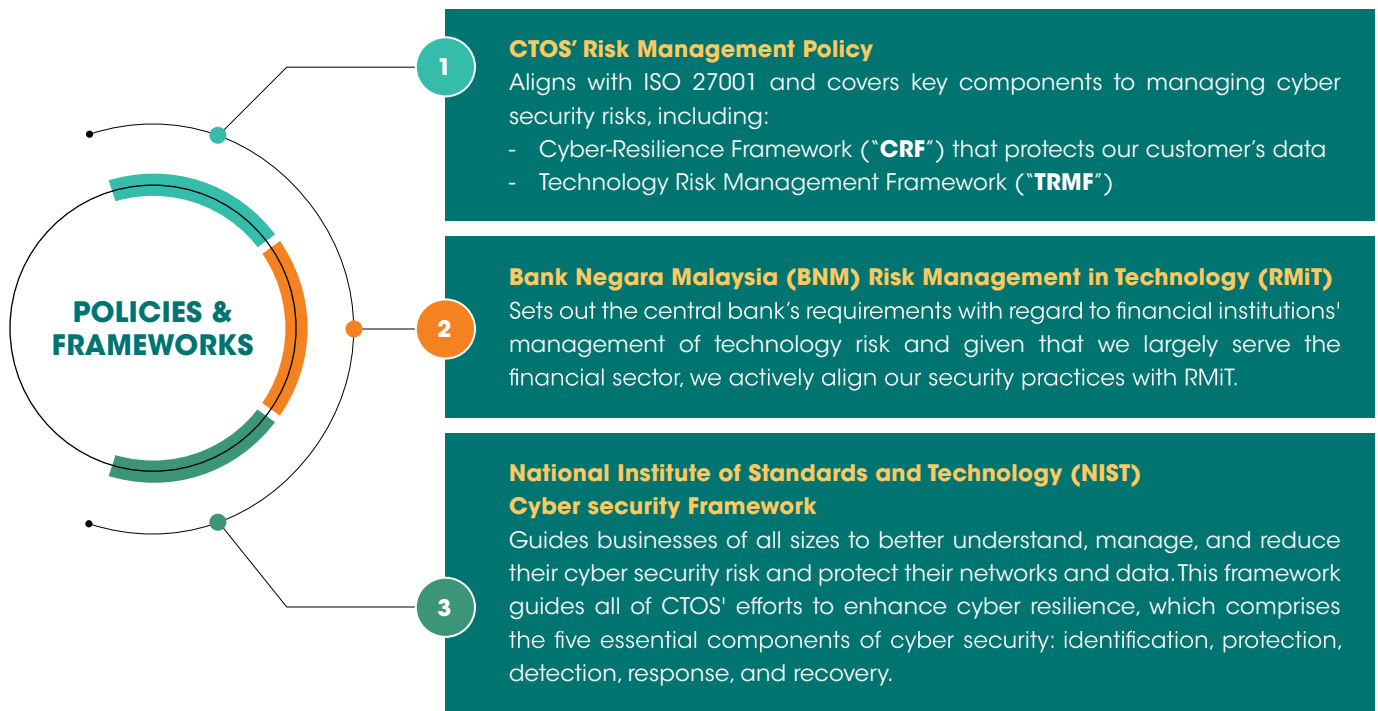 POLICIES &
FRAMEWORKS
1
CTOS’ Risk Management Policy
Aligns with ISO 27001 and covers key components to managing cyber
security risks, including:
- Cyber-Resilience Framework (“CRF”) that protects our customer’s data
- Technology Risk Management Framework (“TRMF”)
2
Bank Negara Malaysia (BNM) Risk Management in Technology (RMiT)
Sets out the central bank’s requirements with regard to financial institutions'
management of technology risk and given that we largely serve the
financial sector, we actively align our security practices with RMiT.
3
National Institute of Standards and Technology (NIST)
Cyber security Framework
Guides businesses of all sizes to better understand, manage, and reduce
their cyber security risk and protect their networks and data. This framework
guides all of CTOS' efforts to enhance cyber resilience, which comprises
the five essential components of cyber security: identification, protection,
detection, response, and recovery.